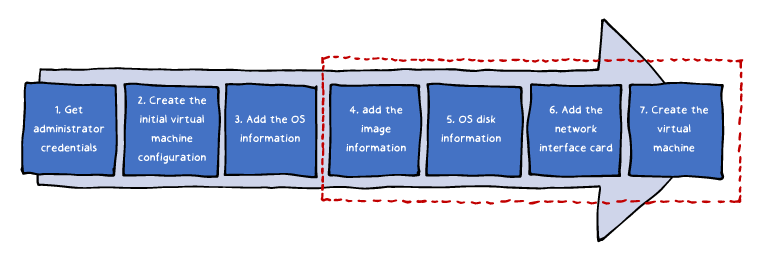 1. Get
administrator
credentials
2. Create the
initial virtual
machine
configuration
3. Add the OS
information
4. add the
image
information
5. OS disk
information
6. Add the
network
interface card
7. Create the
virtual
machine